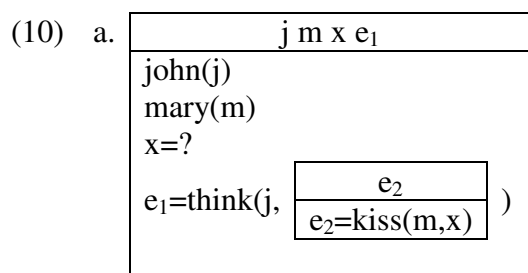 (10) a. j m x e₁
john(j)
mary(m)
x=?
e₂
e₁=think(j, )
e₂=kiss(m,x)